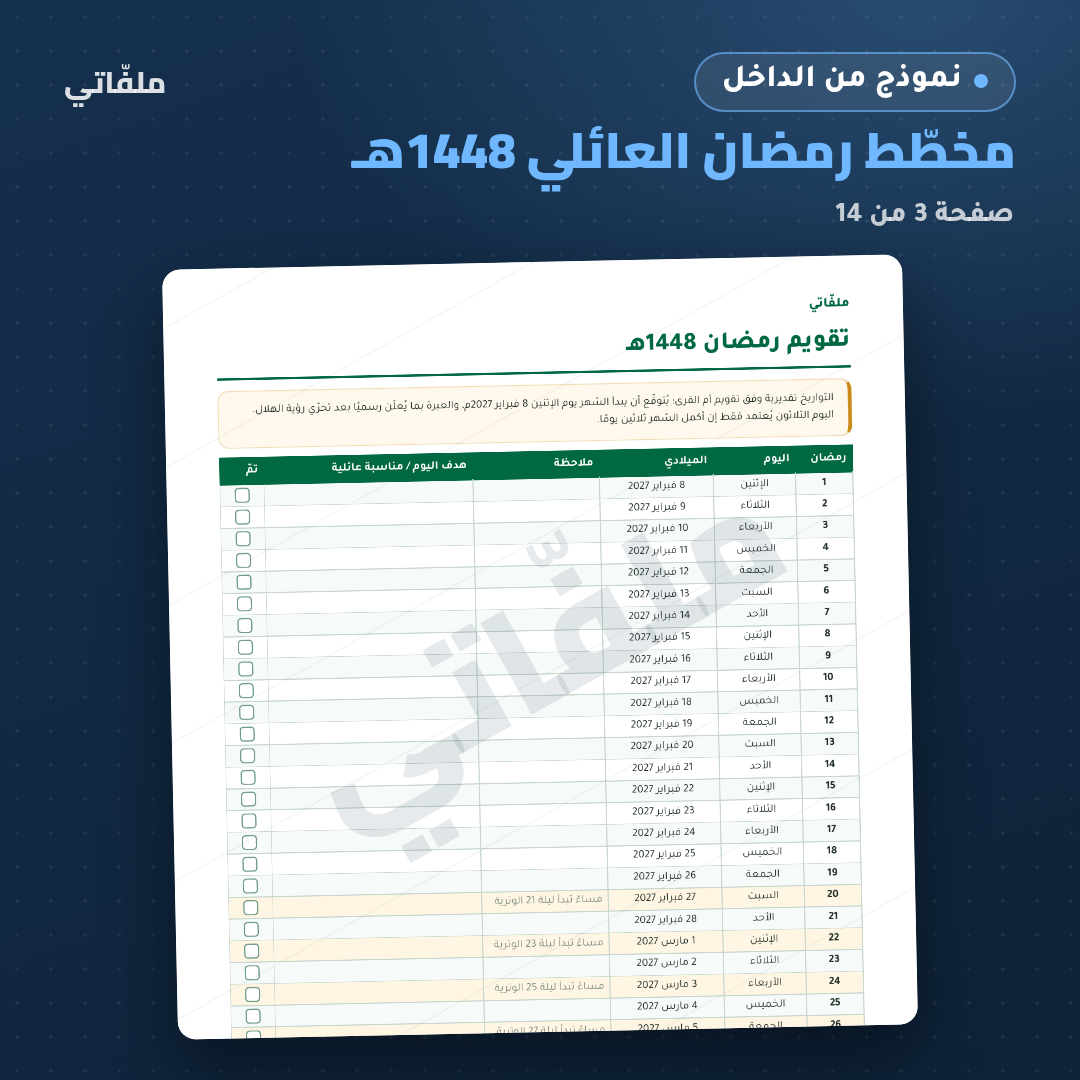 نموذج من الداخل
ملفّاتي
مخطّط رمضان العائلي 1448هـ
صفحة 3 من 14
ملفّاتي
تقويم رمضان 1448هـ
التواريخ تقديرية وفق تقويم أم القرى: يُتوقّع أن يبدأ الشهر يوم الإثنين 8 فبراير 2027م، والعبرة بما يُعلَن رسميًا بعد تحرّي رؤية الهلال.
اليوم الثلاثون يُعتمد فقط إن أكمل الشهر ثلاثين يومًا.
رمضان اليوم الميلادي ملاحظة هدف اليوم / مناسبة عائلية تمّ
1 الإثنين 8 فبراير 2027
2 الثلاثاء 9 فبراير 2027
3 الأربعاء 10 فبراير 2027
4 الخميس 11 فبراير 2027
5 الجمعة 12 فبراير 2027
6 السبت 13 فبراير 2027
7 الأحد 14 فبراير 2027
8 الإثنين 15 فبراير 2027
9 الثلاثاء 16 فبراير 2027
10 الأربعاء 17 فبراير 2027
11 الخميس 18 فبراير 2027
12 الجمعة 19 فبراير 2027
13 السبت 20 فبراير 2027
14 الأحد 21 فبراير 2027
15 الإثنين 22 فبراير 2027
16 الثلاثاء 23 فبراير 2027
17 الأربعاء 24 فبراير 2027
18 الخميس 25 فبراير 2027
19 الجمعة 26 فبراير 2027
20 السبت 27 فبراير 2027 مساءً تبدأ ليلة 21 الوترية
21 الأحد 28 فبراير 2027
22 الإثنين 1 مارس 2027 مساءً تبدأ ليلة 23 الوترية
23 الثلاثاء 2 مارس 2027
24 الأربعاء 3 مارس 2027 مساءً تبدأ ليلة 25 الوترية
25 الخميس 4 مارس 2027
26 الجمعة 5 مارس 2027 مساءً تبدأ ليلة 27 الوترية
ملفّاتي